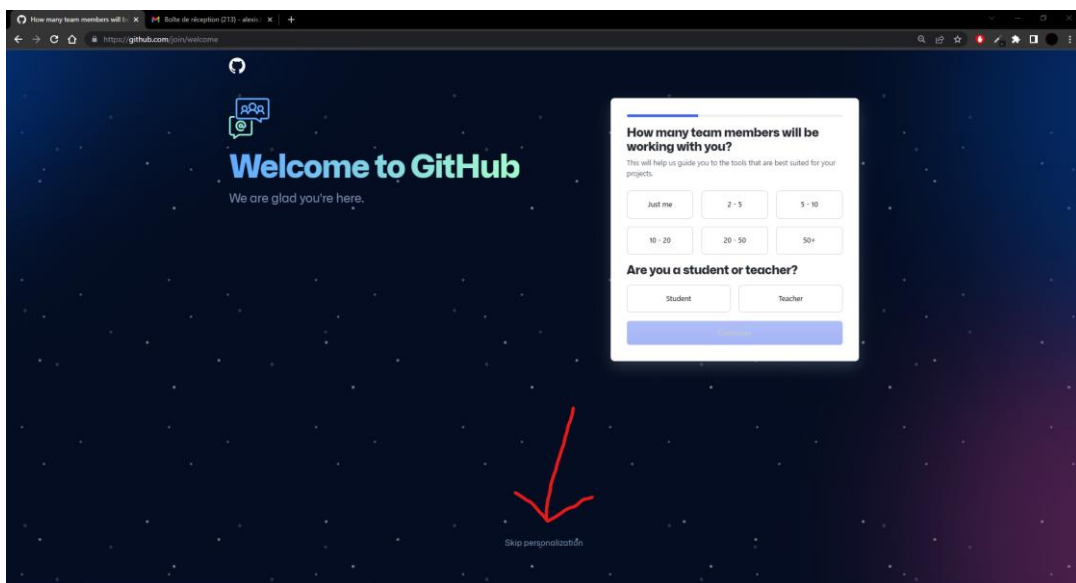 How many team members will b
Boîte de réception (213) - alexis.
https://github.com/join/welcome
Welcome to GitHub
We are glad you're here.
How many team members will be
working with you?
This will help us guide you to the tools that are best suited for your
projects.
Just me
2 - 5
5 - 10
10 - 20
20 - 50
50+
Are you a student or teacher?
Student
Teacher
Continue
Skip personalization